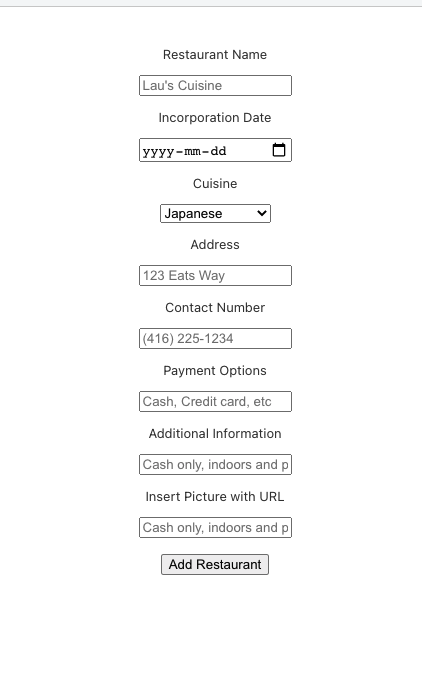 Restaurant Name
Lau's Cuisine
Incorporation Date
yyyy-mm-dd
Cuisine
Japanese
Address
123 Eats Way
Contact Number
(416) 225-1234
Payment Options
Cash, Credit card, etc
Additional Information
Cash only, indoors and p
Insert Picture with URL
Cash only, indoors and p
Add Restaurant